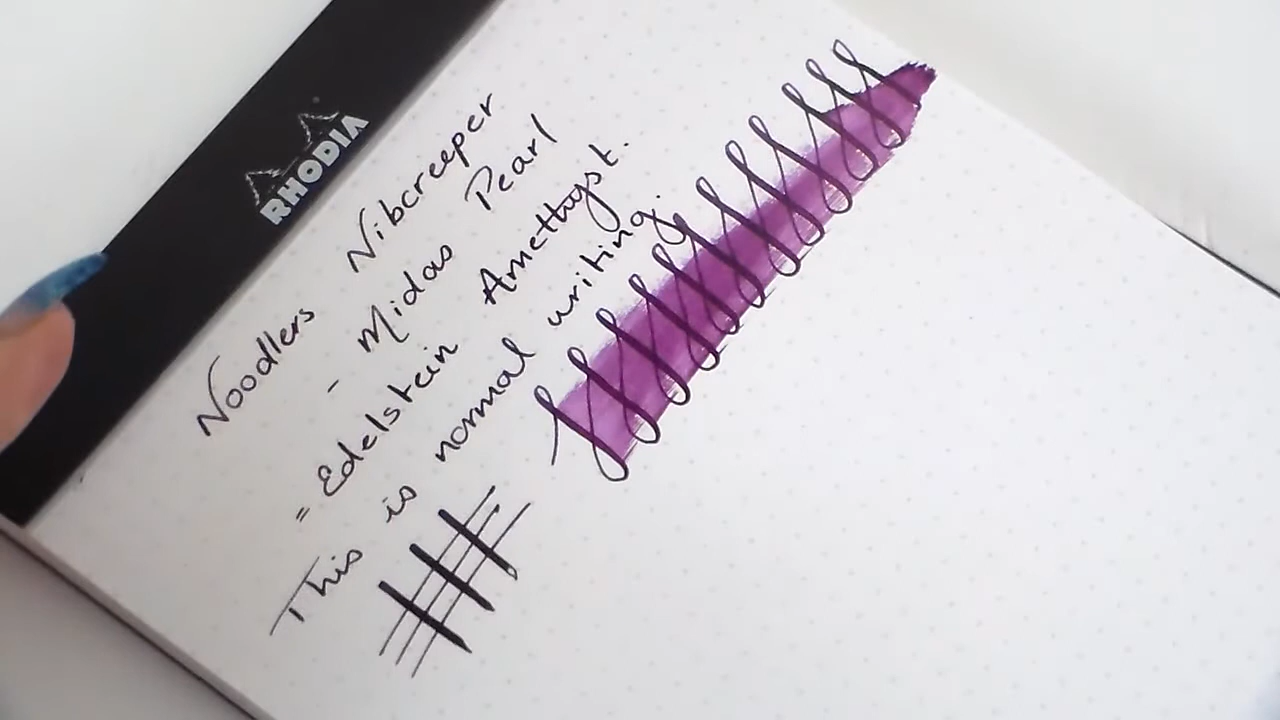 RHODIA
Noodlers Nibcreeper
- Midas Pearl
= Edelstein Amethyst.
This is normal writing.